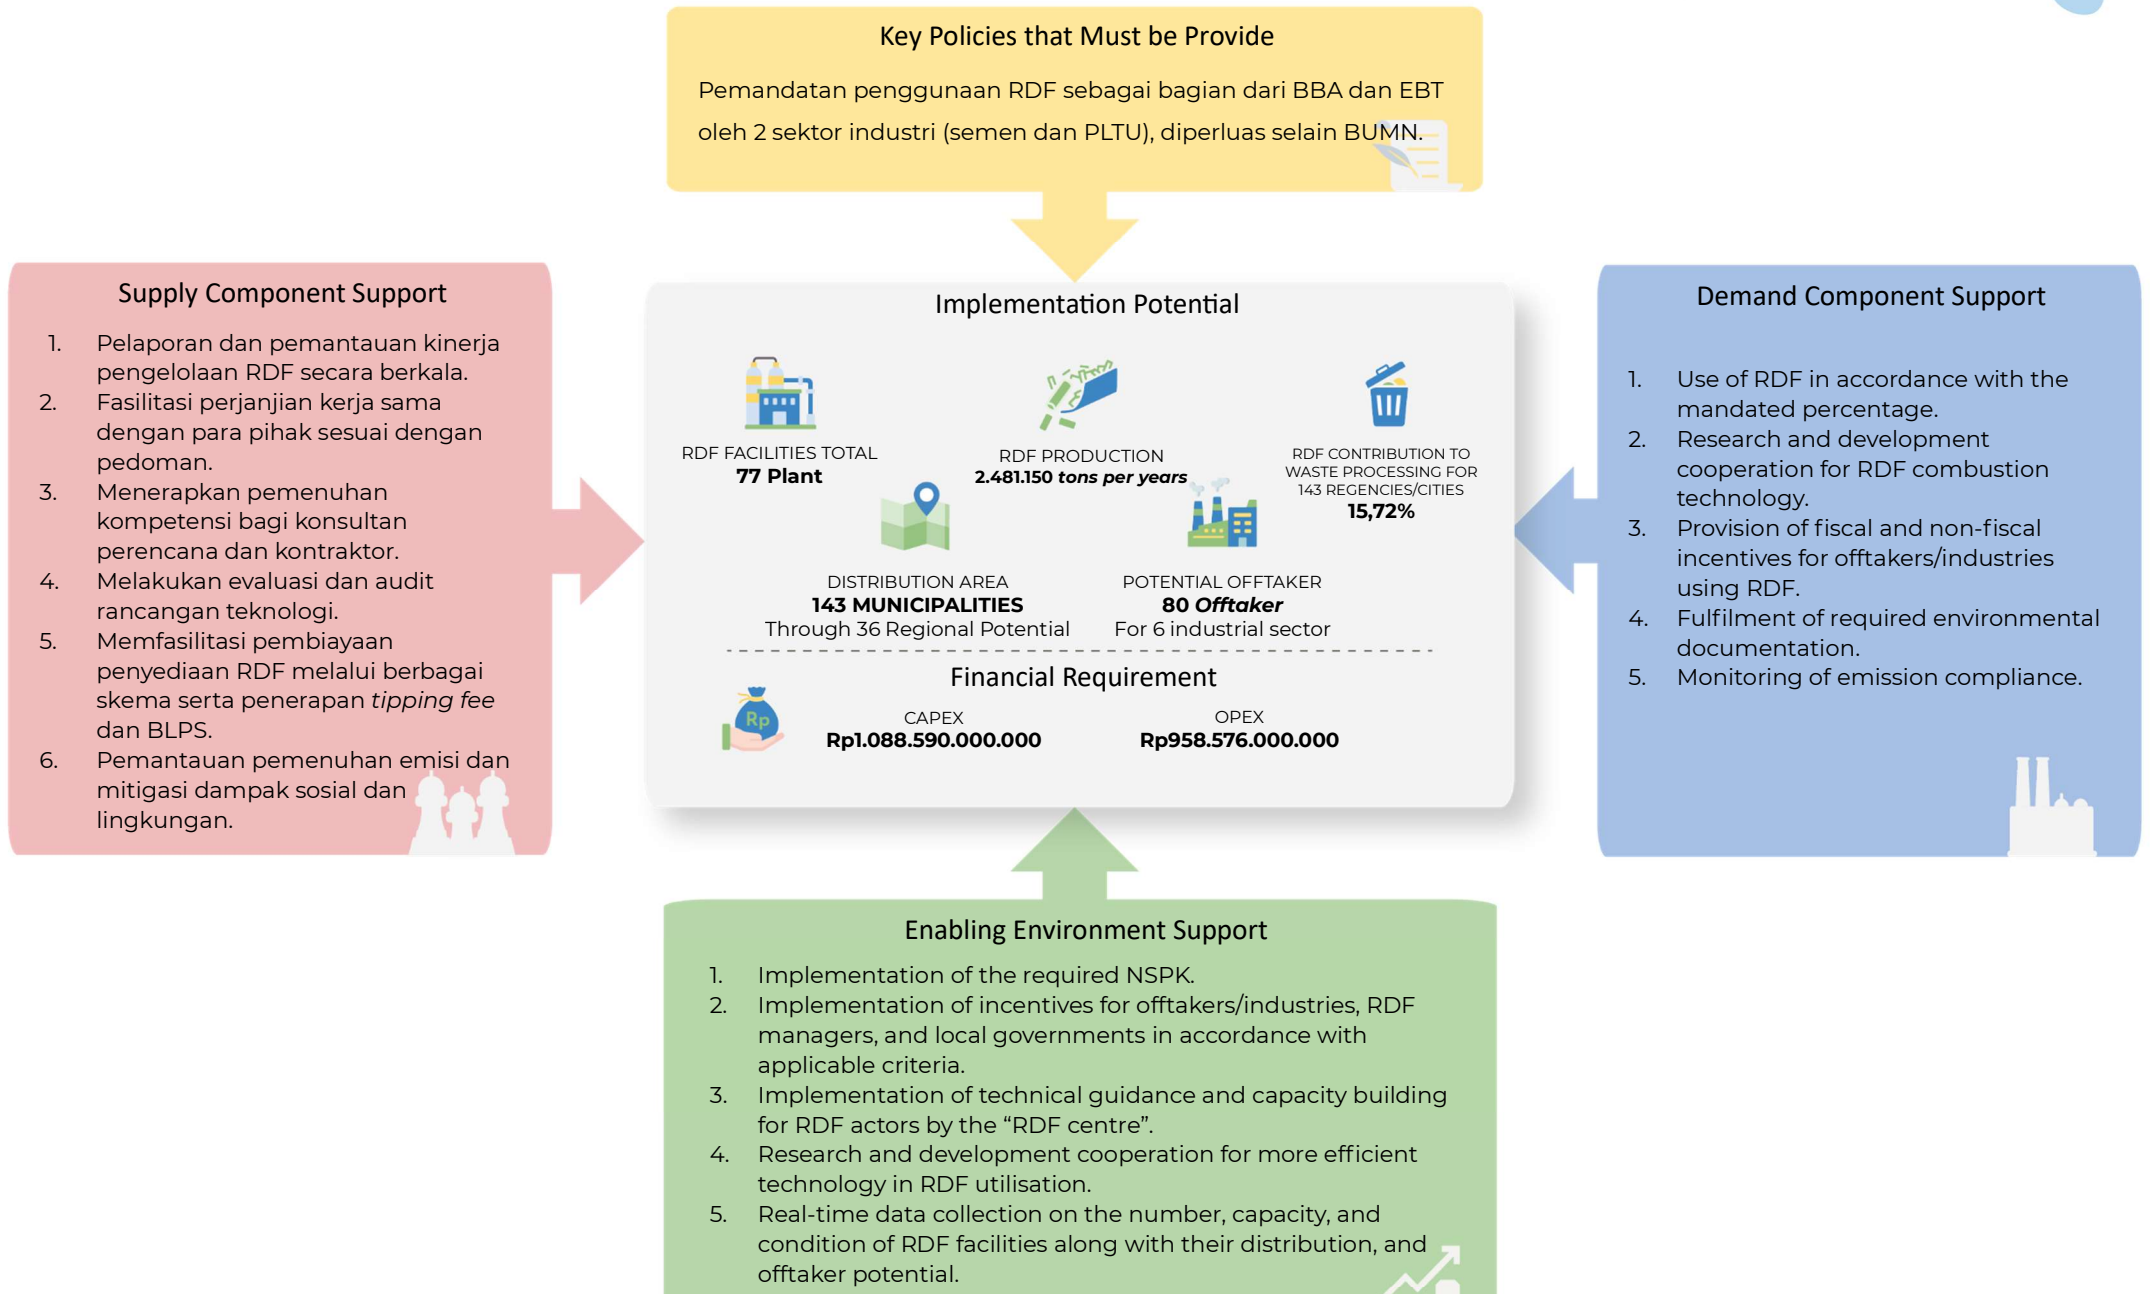 Key Policies that Must be Provide
Pemandatan penggunaan RDF sebagai bagian dari BBA dan EBT
oleh 2 sektor industri (semen dan PLTU), diperluas selain BUMN.
Supply Component Support
1. Pelaporan dan pemantauan kinerja
pengelolaan RDF secara berkala.
2. Fasilitasi perjanjian kerja sama
dengan para pihak sesuai dengan
pedoman.
3. Menerapkan pemenuhan
kompetensi bagi konsultan
perencana dan kontraktor.
4. Melakukan evaluasi dan audit
rancangan teknologi.
5. Memfasilitasi pembiayaan
penyediaan RDF melalui berbagai
skema serta penerapan tipping fee
dan BLPS.
6. Pemantauan pemenuhan emisi dan
mitigasi dampak sosial dan
lingkungan.
Implementation Potential
RDF FACILITIES TOTAL
77 Plant
RDF PRODUCTION
2.481.150 tons per years
RDF CONTRIBUTION TO
WASTE PROCESSING FOR
143 REGENCIES/CITIES
15,72%
DISTRIBUTION AREA
143 MUNICIPALITIES
Through 36 Regional Potential
POTENTIAL OFFTAKER
80 Offtaker
For 6 industrial sector
Financial Requirement
Rp
CAPEX
Rp1.088.590.000.000
OPEX
Rp958.576.000.000
Demand Component Support
1. Use of RDF in accordance with the
mandated percentage.
2. Research and development
cooperation for RDF combustion
technology.
3. Provision of fiscal and non-fiscal
incentives for offtakers/industries
using RDF.
4. Fulfilment of required environmental
documentation.
5. Monitoring of emission compliance.
Enabling Environment Support
1. Implementation of the required NSPK.
2. Implementation of incentives for offtakers/industries, RDF
managers, and local governments in accordance with
applicable criteria.
3. Implementation of technical guidance and capacity building
for RDF actors by the “RDF centre”.
4. Research and development cooperation for more efficient
technology in RDF utilisation.
5. Real-time data collection on the number, capacity, and
condition of RDF facilities along with their distribution, and
offtaker potential.